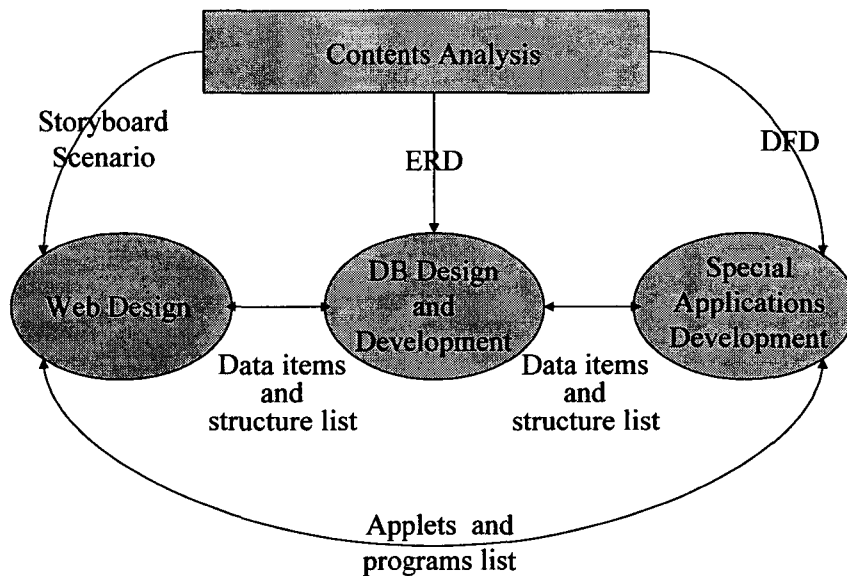 Contents Analysis
Storyboard
Scenario
ERD
DFD
Web Design
DB Design
and
Development
Special
Applications
Development
Data items
and
structure list
Data items
and
structure list
Applets and
programs list